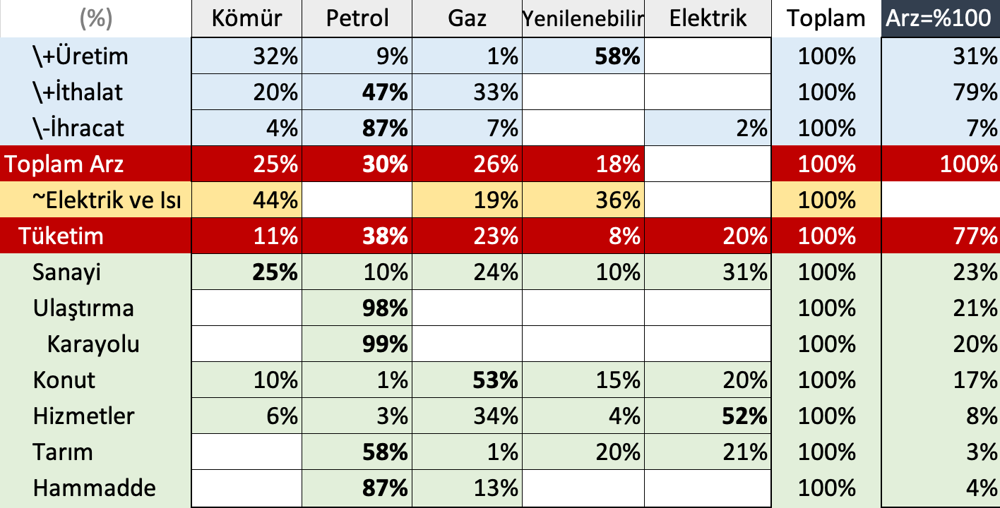 (%) Kömür Petrol Gaz Yenilenebilir Elektrik Toplam Arz=%100
\+Üretim 32% 9% 1% 58% 100% 31%
\+İthalat 20% 47% 33% 100% 79%
\-İhracat 4% 87% 7% 2% 100% 7%
Toplam Arz 25% 30% 26% 18% 100% 100%
~Elektrik ve Isı 44% 19% 36% 100%
Tüketim 11% 38% 23% 8% 20% 100% 77%
Sanayi 25% 10% 24% 10% 31% 100% 23%
Ulaştırma 98% 100% 21%
Karayolu 99% 100% 20%
Konut 10% 1% 53% 15% 20% 100% 17%
Hizmetler 6% 3% 34% 4% 52% 100% 8%
Tarım 58% 1% 20% 21% 100% 3%
Hammadde 87% 13% 100% 4%